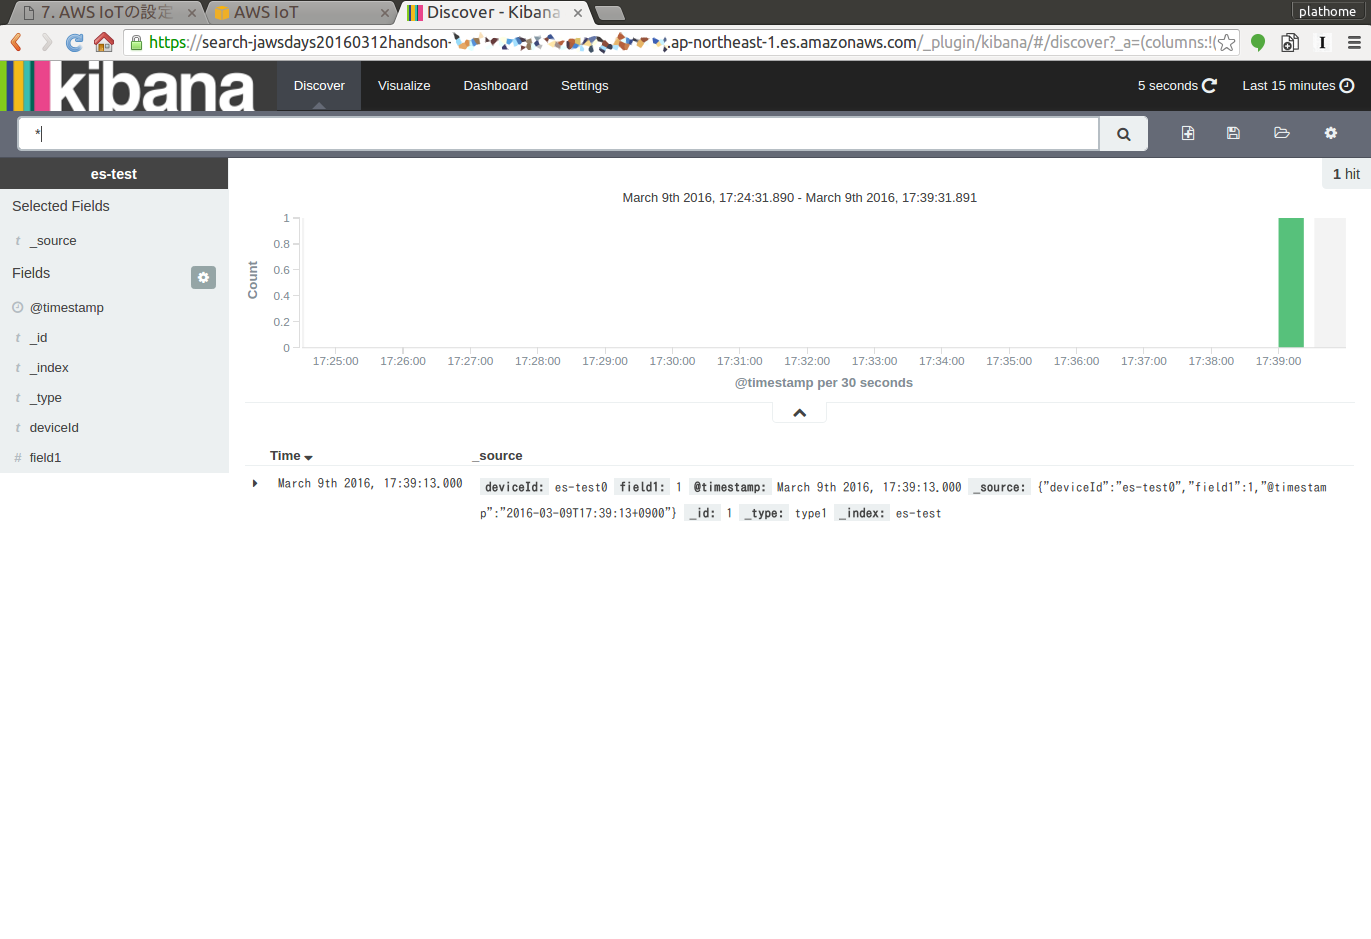 7. AWS IoTの設定
AWS IoT
Discover - Kibana
plathome
https://search-jawsdays20160312handson-
.ap-northeast-1.es.amazonaws.com/_plugin/kibana/#/discover?_a=(columns:!(
kibana
Discover
Visualize
Dashboard
Settings
5 seconds
Last 15 minutes
*
es-test
1 hit
Selected Fields
t _source
Fields
@timestamp
t _id
t _index
t _type
t deviceId
# field1
March 9th 2016, 17:24:31.890 - March 9th 2016, 17:39:31.891
Count
1
0.8
0.6
0.4
0.2
0
17:25:00 17:26:00 17:27:00 17:28:00 17:29:00 17:30:00 17:31:00 17:32:00 17:33:00 17:34:00 17:35:00 17:36:00 17:37:00 17:38:00 17:39:00
@timestamp per 30 seconds
Time _source
March 9th 2016, 17:39:13.000
deviceId: es-test0 field1: 1 @timestamp: March 9th 2016, 17:39:13.000 _source: {"deviceId":"es-test0","field1":1,"@timestam
p":"2016-03-09T17:39:13+0900"} _id: 1 _type: type1 _index: es-test